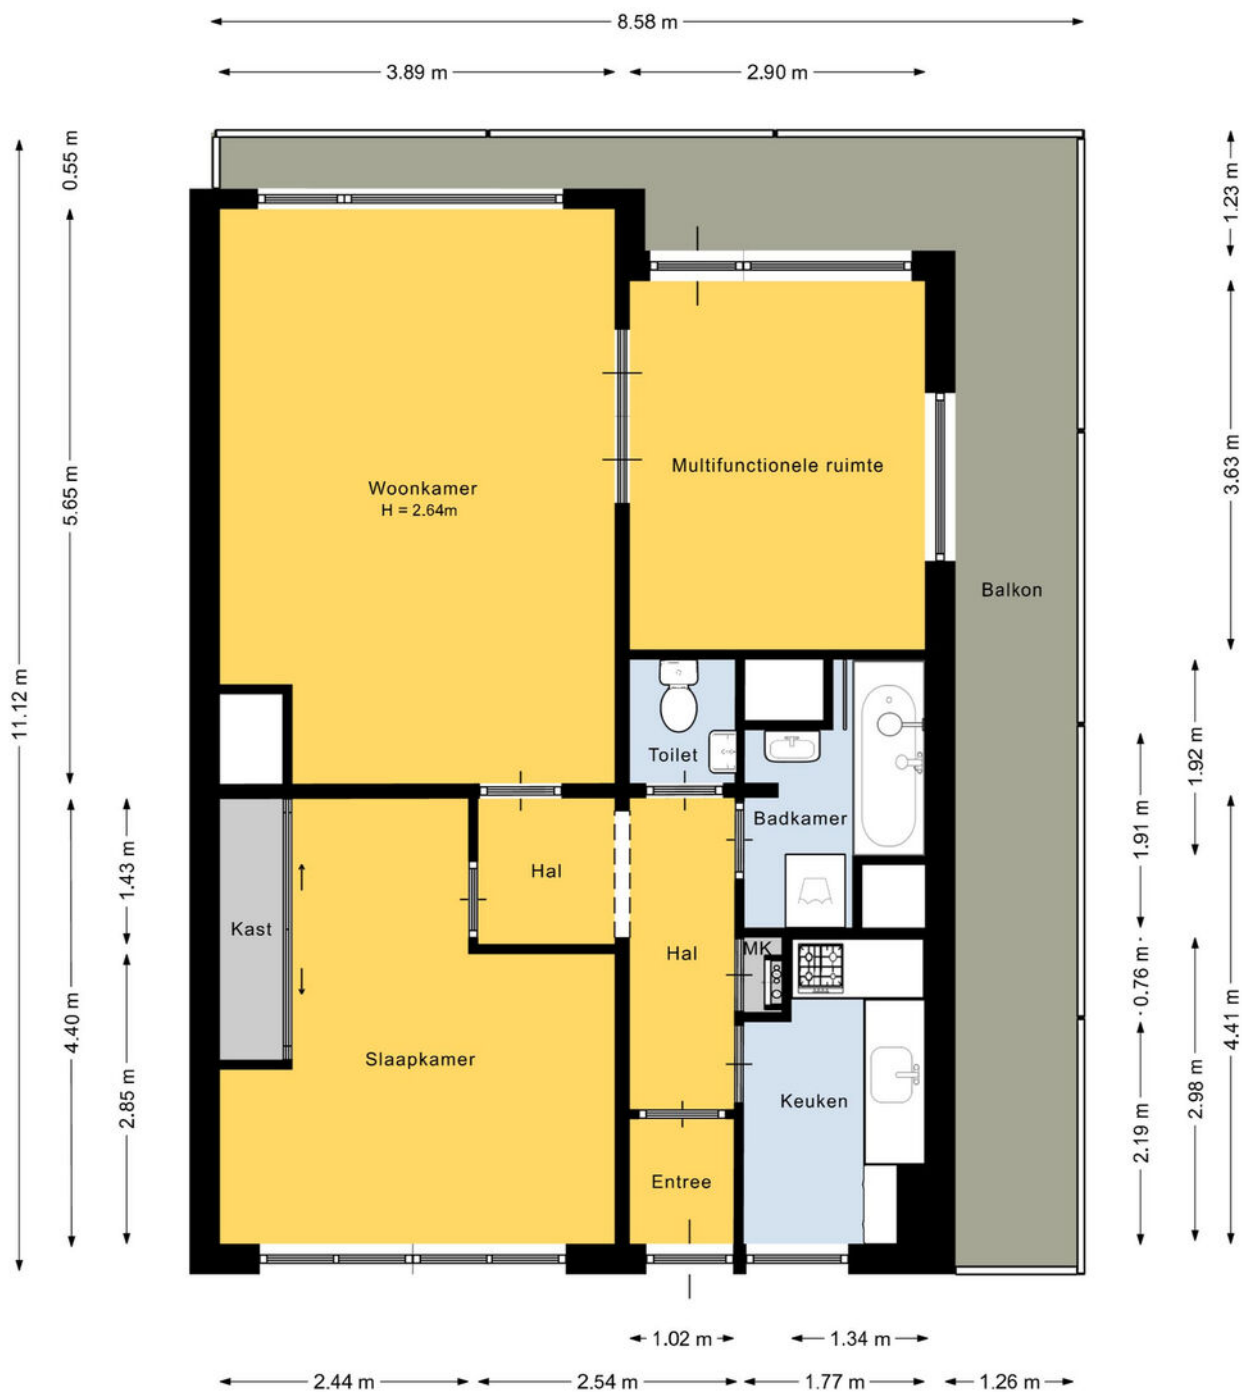 8.58 m
3.89 m
2.90 m
0.55 m
1.23 m
5.65 m
3.63 m
11.12 m
Woonkamer
H = 2.64m
Multifunctionele ruimte
Balkon
Toilet
Badkamer
1.92 m
1.91 m
1.43 m
Hal
Kast
Hal
MK
0.76 m
4.40 m
4.41 m
2.85 m
Slaapkamer
Keuken
2.98 m
2.19 m
Entree
1.02 m
1.34 m
2.44 m
2.54 m
1.77 m
1.26 m